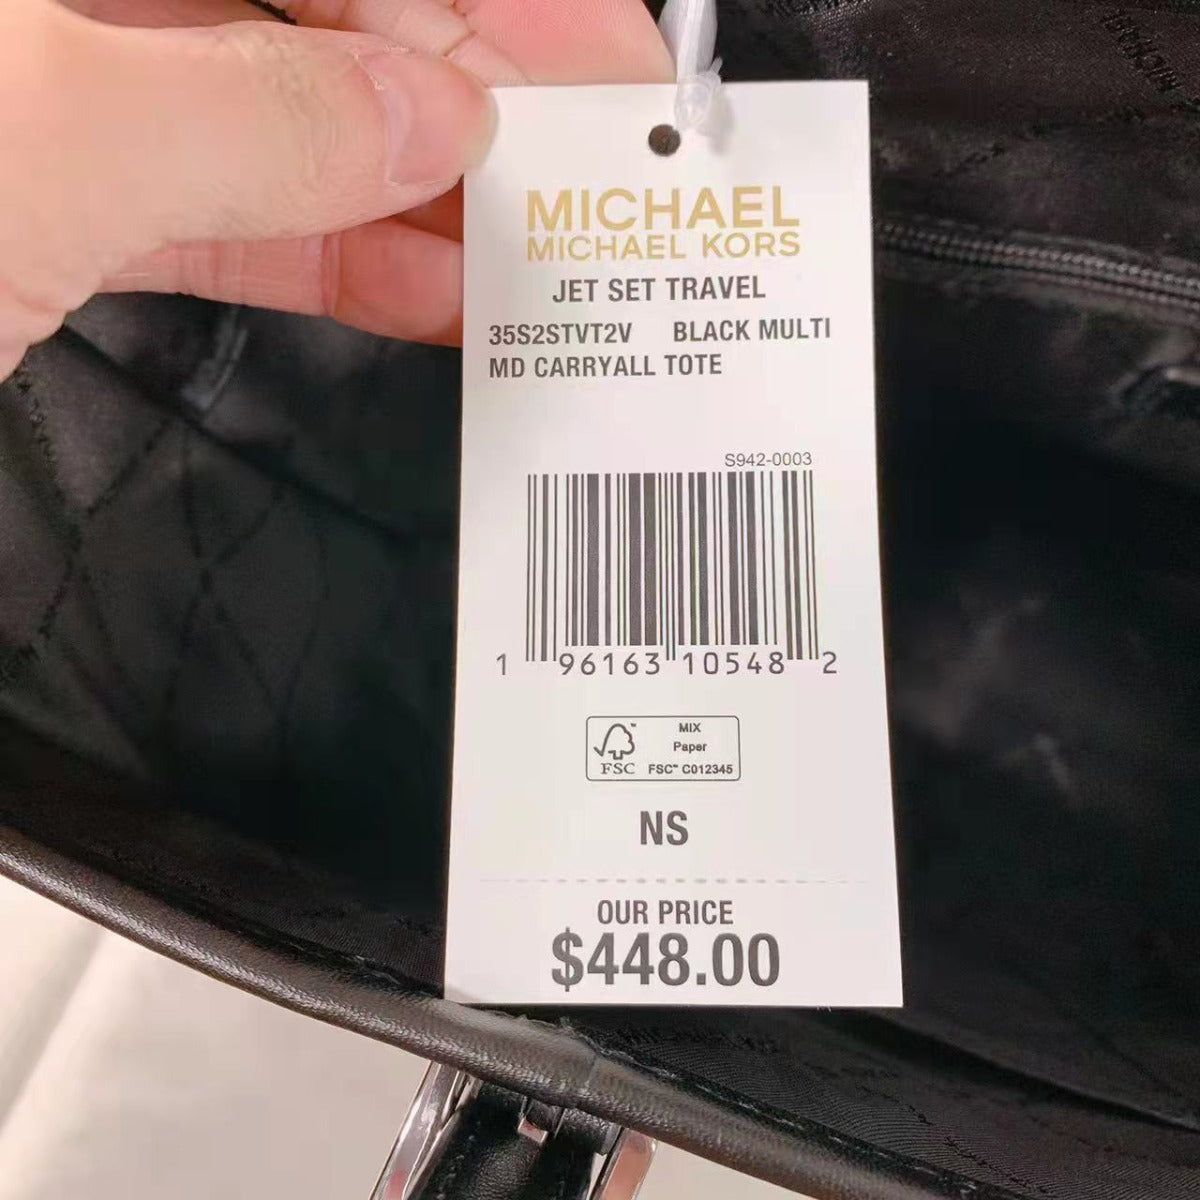 MICHAEL
MICHAEL KORS
JET SET TRAVEL
35S2STVT2V BLACK MULTI
MD CARRYALL TOTE
S942-0003
1 96163 10548 2
MIX
Paper
FSC™ C012345
FSC
NS
OUR PRICE
$448.00